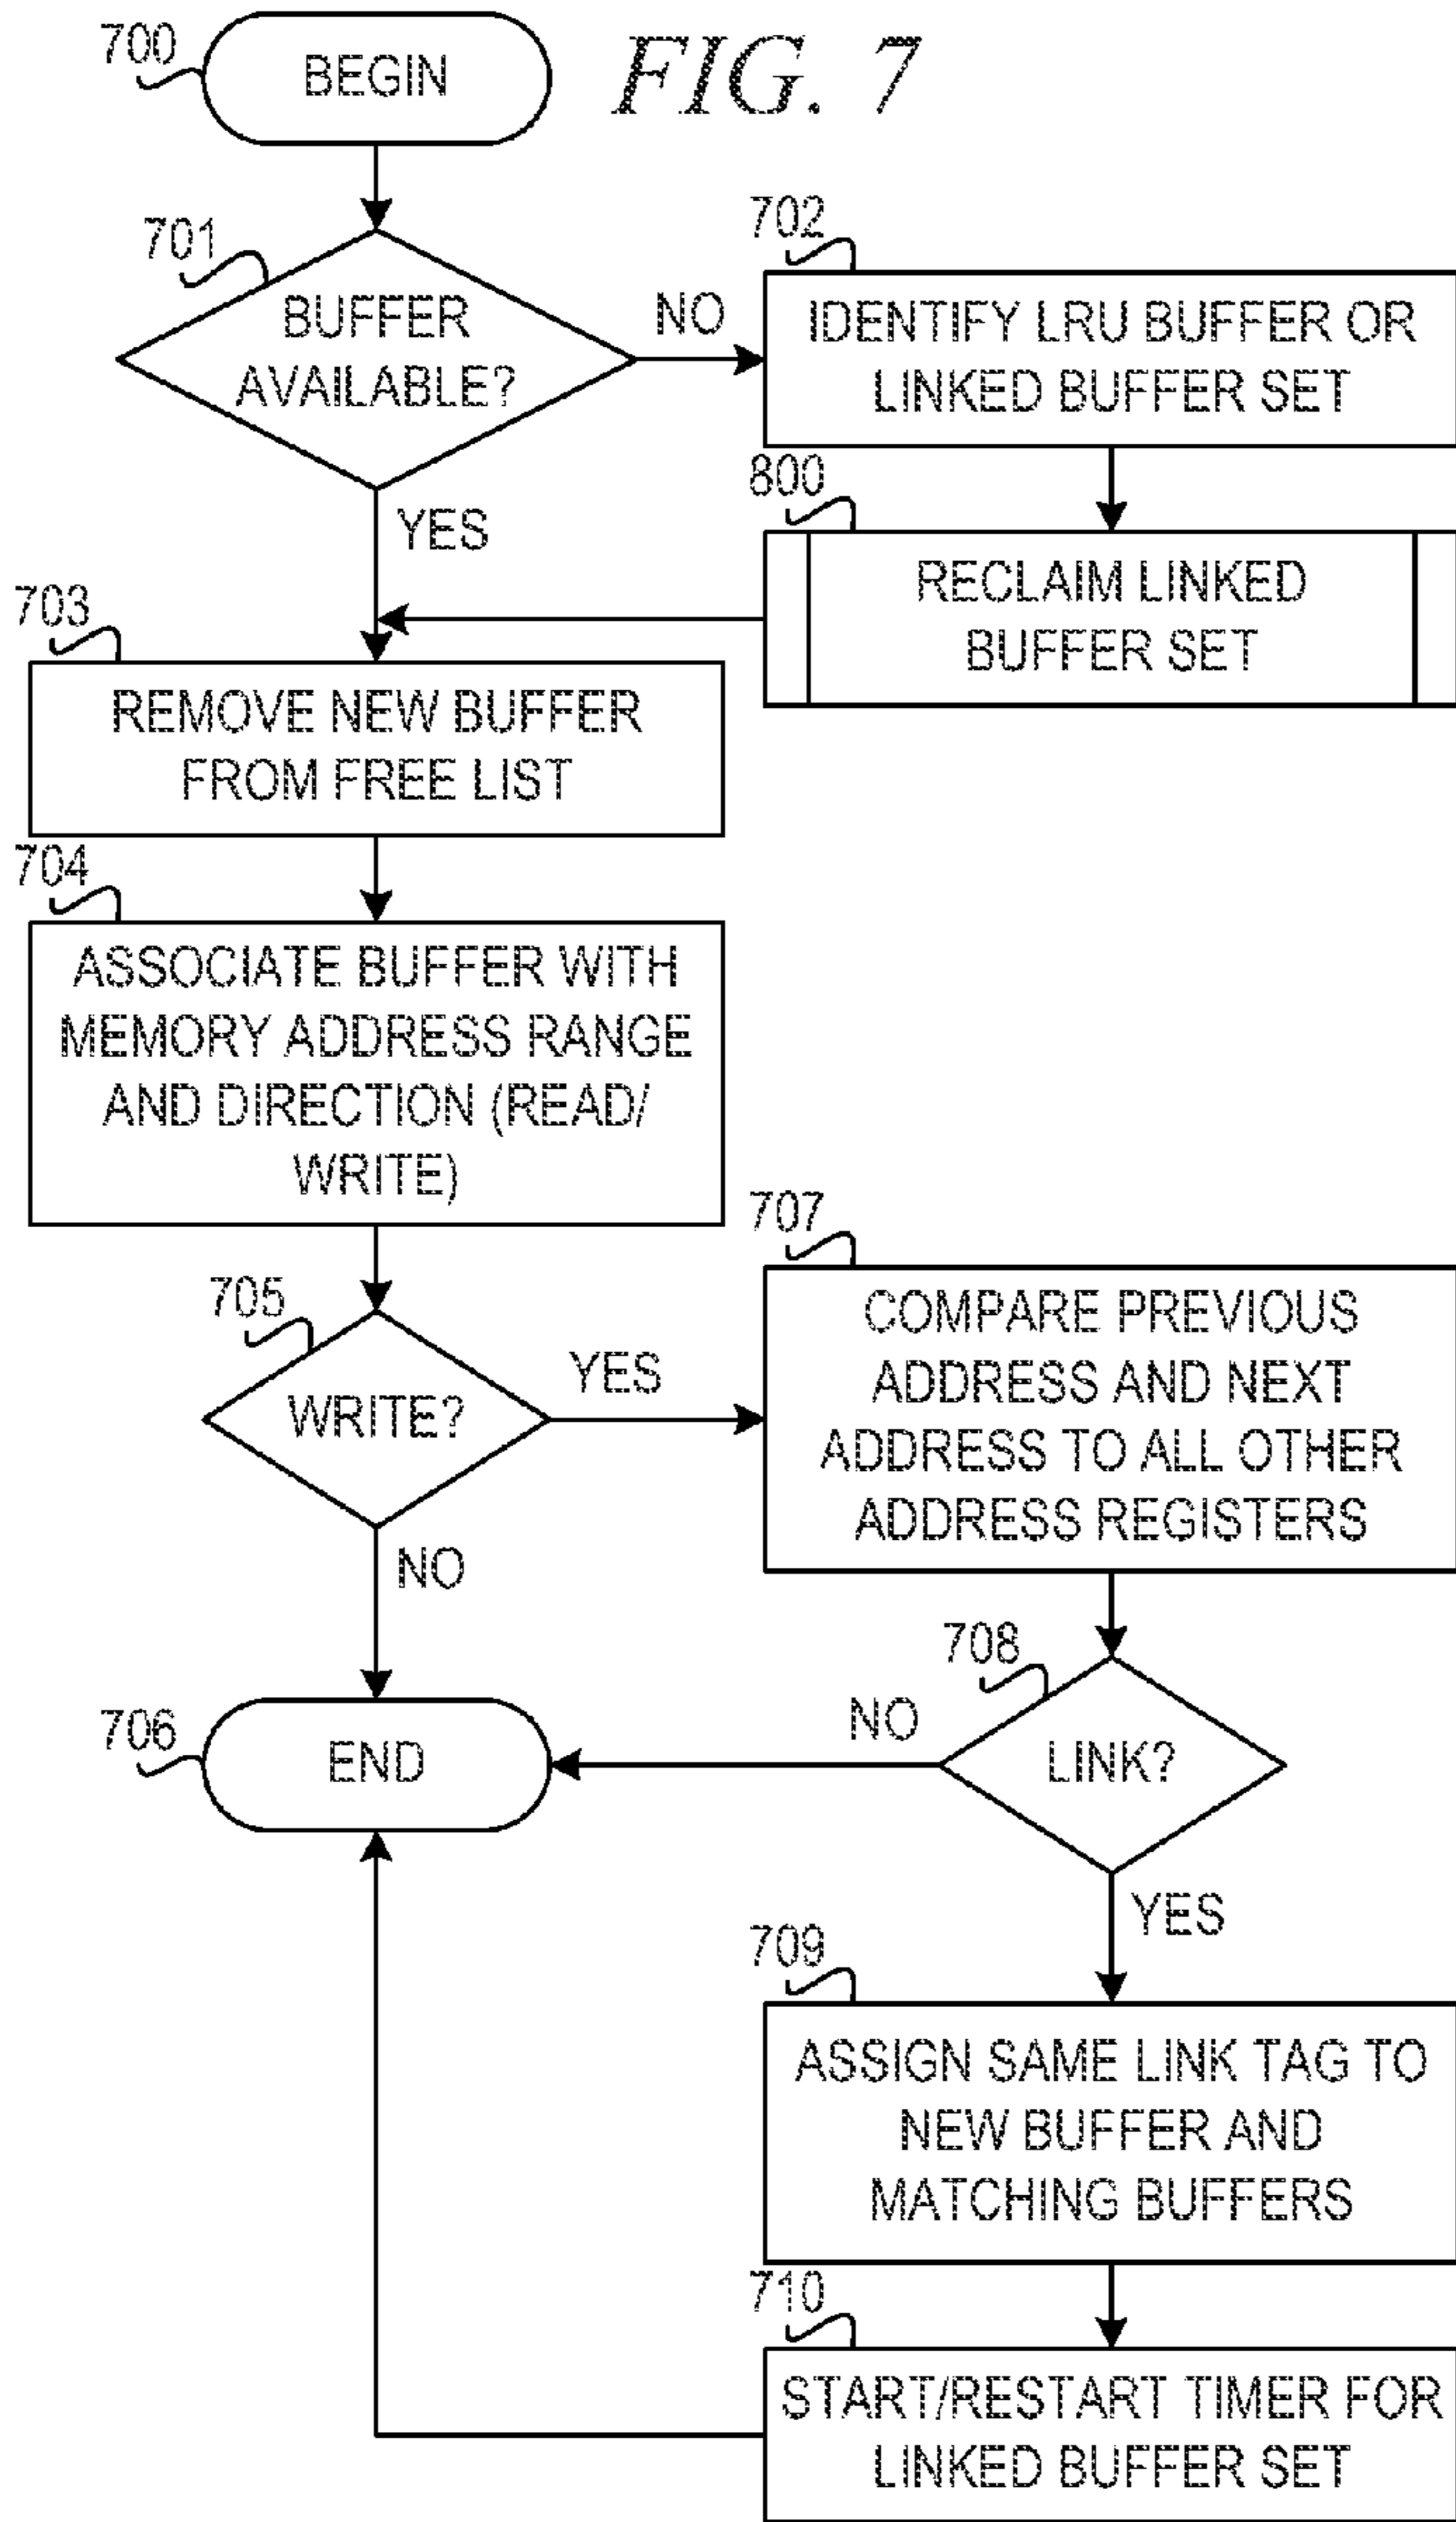 700
BEGIN
FIG. 7
701
BUFFER
AVAILABLE?
NO
YES
702
IDENTIFY LRU BUFFER OR
LINKED BUFFER SET
800
RECLAIM LINKED
BUFFER SET
703
REMOVE NEW BUFFER
FROM FREE LIST
704
ASSOCIATE BUFFER WITH
MEMORY ADDRESS RANGE
AND DIRECTION (READ/
WRITE)
705
WRITE?
YES
NO
707
COMPARE PREVIOUS
ADDRESS AND NEXT
ADDRESS TO ALL OTHER
ADDRESS REGISTERS
706
END
708
LINK?
NO
YES
709
ASSIGN SAME LINK TAG TO
NEW BUFFER AND
MATCHING BUFFERS
710
START/RESTART TIMER FOR
LINKED BUFFER SET